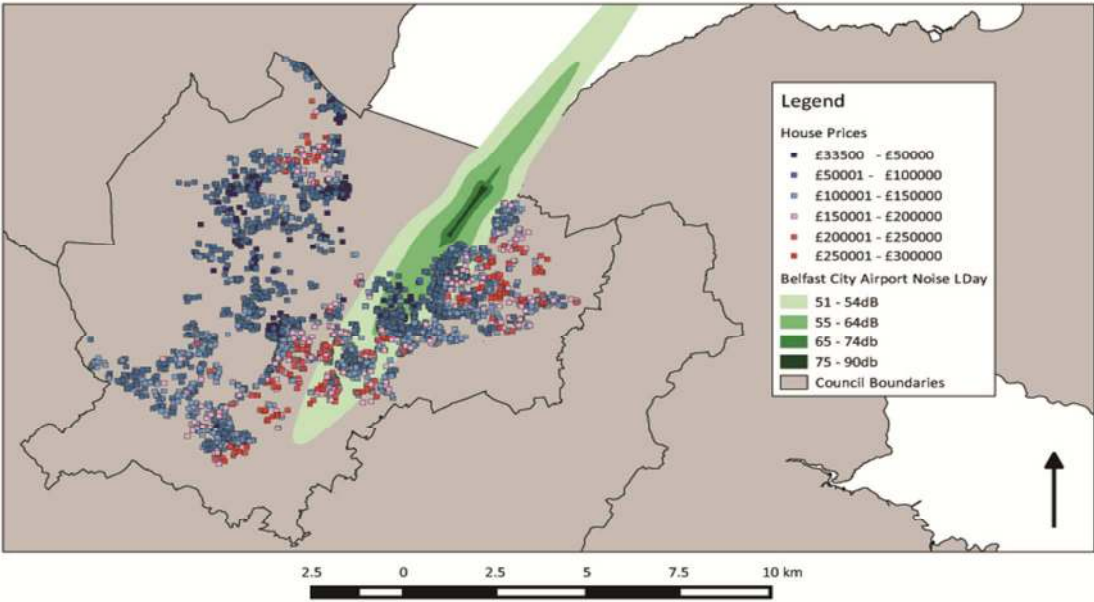 Legend
House Prices
£33500 - £50000
£50001 - £100000
£100001 - £150000
£150001 - £200000
£200001 - £250000
£250001 - £300000
Belfast City Airport Noise LDay
51 - 54dB
55 - 64dB
65 - 74db
75 - 90db
Council Boundaries
2.5 0 2.5 5 7.5 10 km